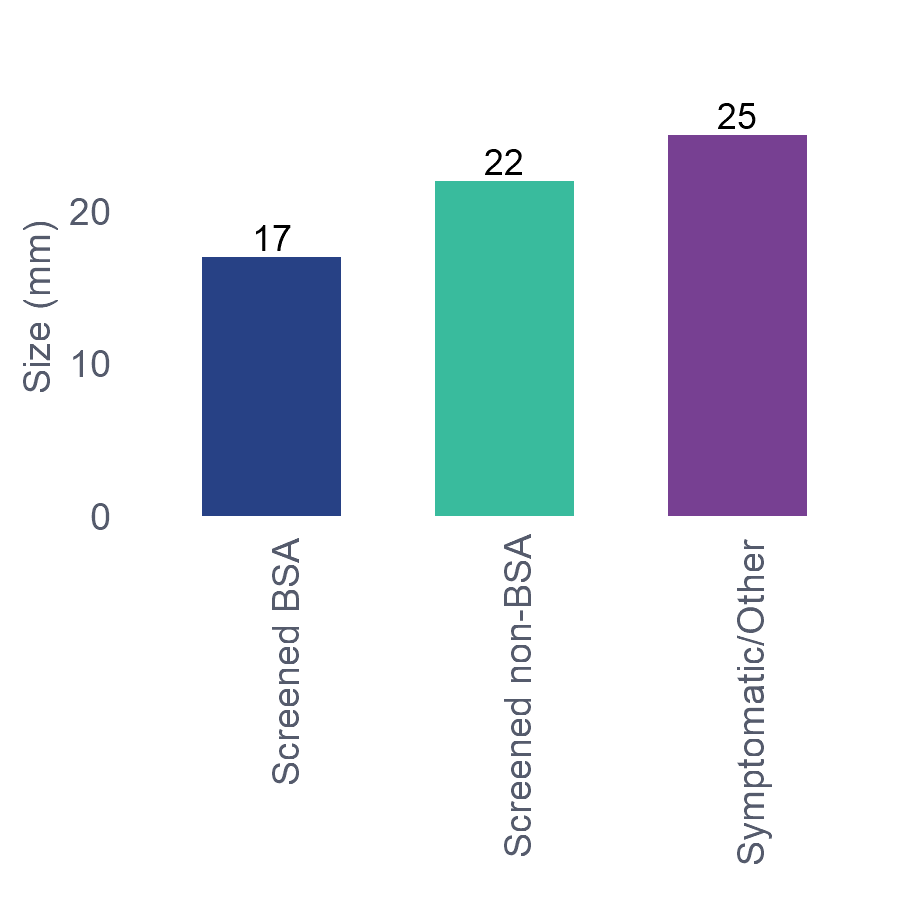 25
22
17
20
10
0
Size (mm)
Screened BSA
Screened non-BSA
Symptomatic/Other